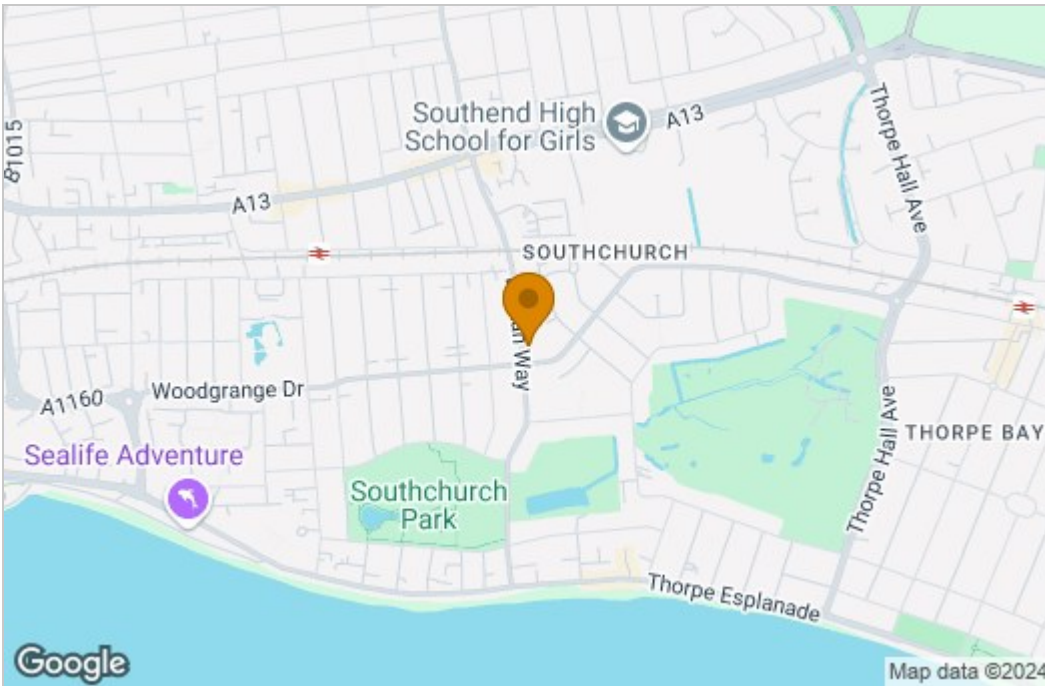 Southend High
School for Girls
A13
Thorpe Hall Ave
B1015
A13
SOUTHCHURCH
Way
Woodgrange Dr
A1160
Thorpe Hall Ave
THORPE BAY
Sealife Adventure
Southchurch
Park
Thorpe Esplanade
Google
Map data ©2024